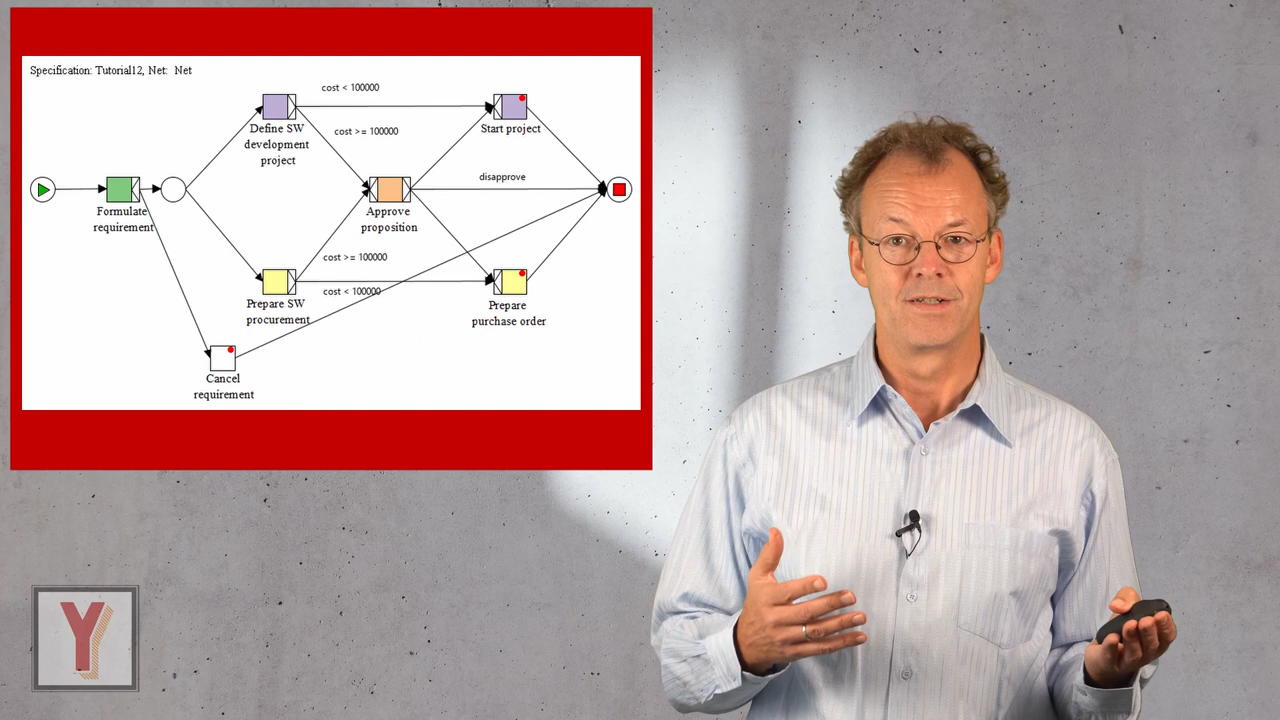 Specification: Tutorial12, Net: Net
cost < 100000
Define SW
development
project
cost >= 100000
Start project
disapprove
Formulate
requirement
Approve
proposition
cost >= 100000
cost < 100000
Prepare SW
procurement
Prepare
purchase order
Cancel
requirement
Y